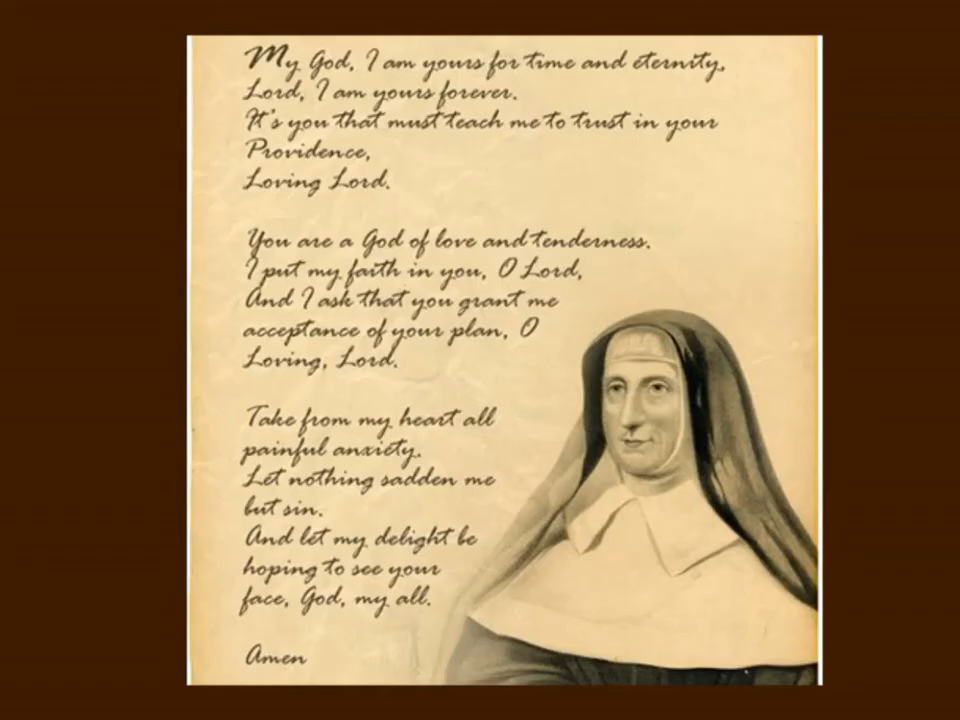 My God, I am yours for time and eternity,
Lord, I am yours forever.
It's you that must teach me to trust in your
Providence,
Loving Lord.
You are a God of love and tenderness.
I put my faith in you, O Lord,
And I ask that you grant me
acceptance of your plan, O
Loving, Lord.
Take from my heart all
painful anxiety.
Let nothing sadden me
but sin.
And let my delight be
hoping to see your
face, God, my all.
Amen